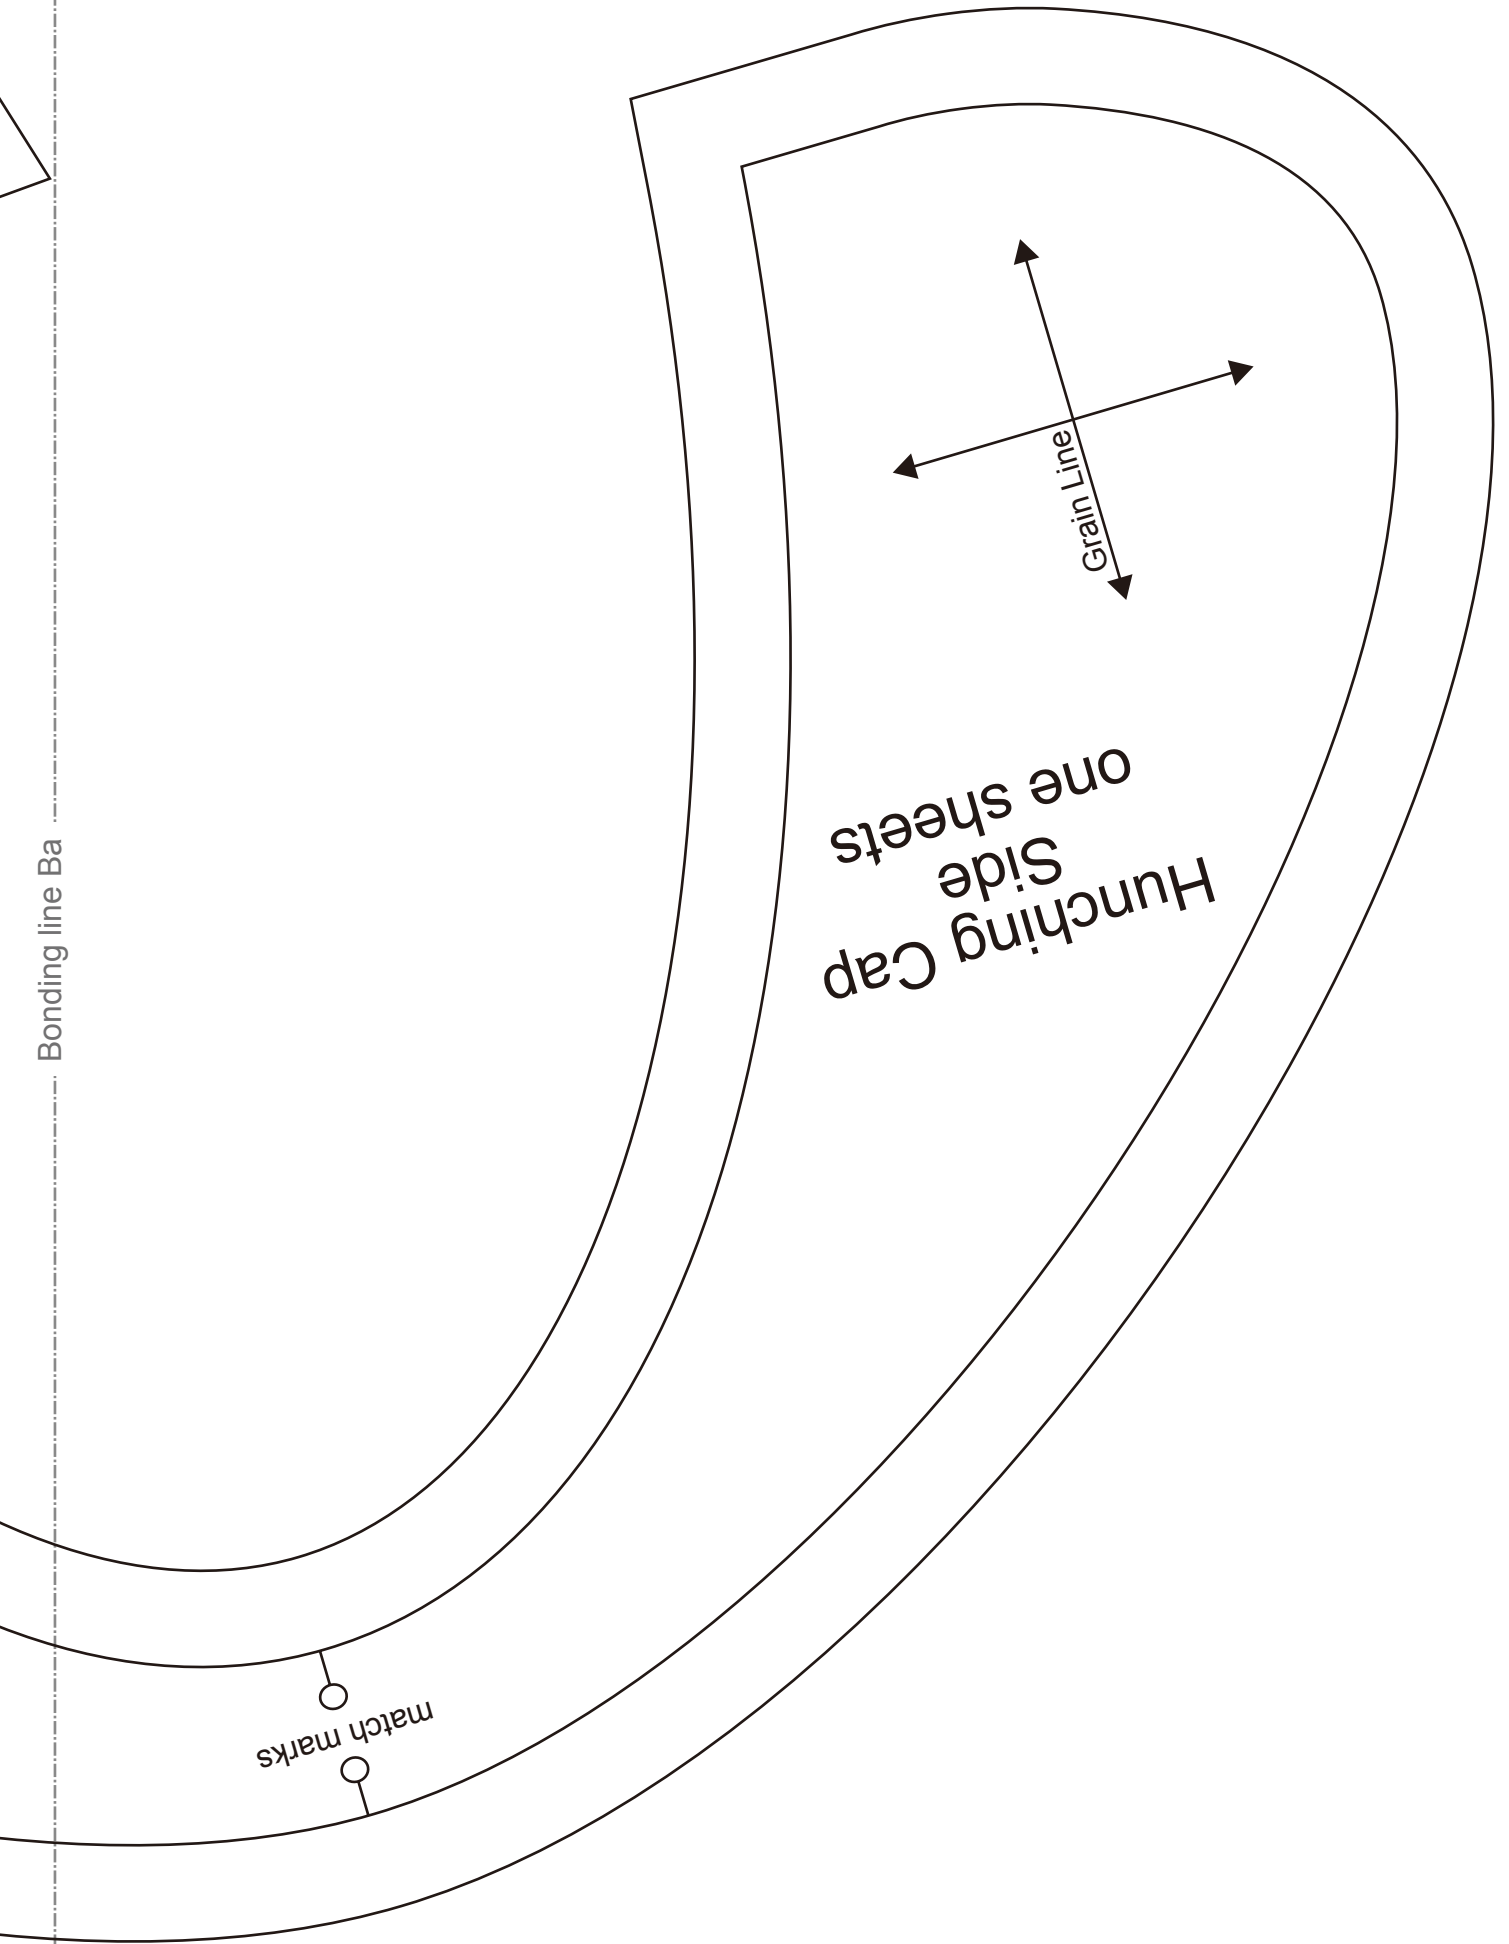 Hunching Cap
Side
one sheets
Grain Line
match marks
Bonding line Ba